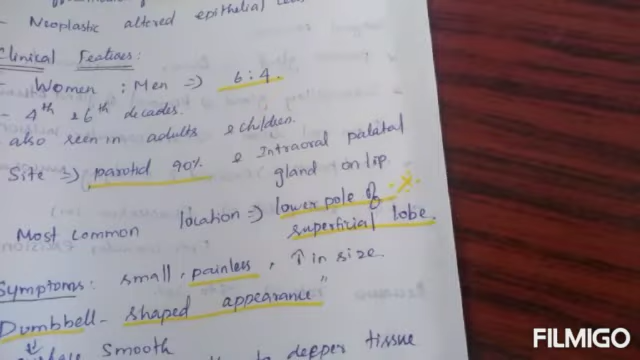 Neoplastic altered epithelial
Clinical Features:
- Women : Men => 6:4
- 4th & 6th decades.
- also seen in adults & children.
Site => parotid 90% & Intraoral palatal
gland on lip.
Most common location => lower pole of
superficial lobe.
Symptoms: small, painless, ↑ in size.
Dumbbell - shaped appearance"
smooth
to depper tissue
FILMIGO